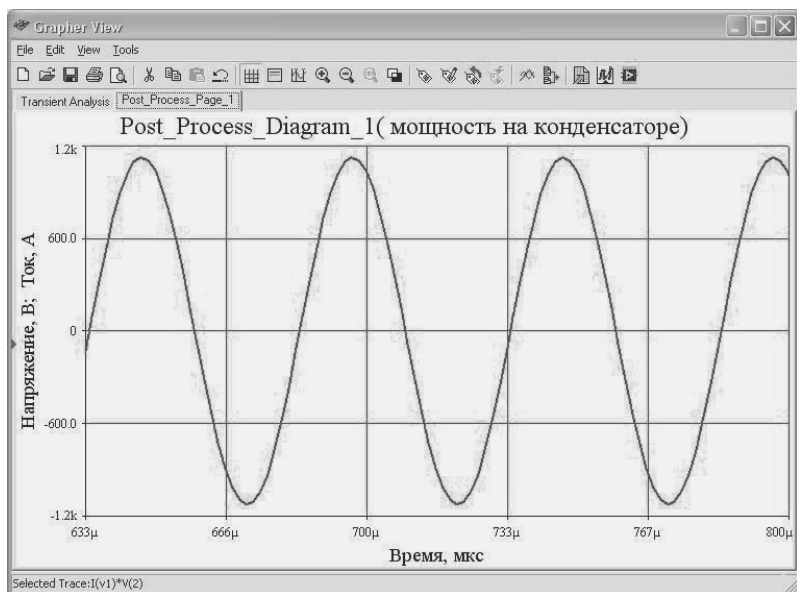 Grapher View
File Edit View Tools
Transient Analysis Post_Process_Page_1
Post_Process_Diagram_1( мощность на конденсаторе)
Напряжение, В; Ток, А
1.2k
600.0
0
-600.0
-1.2k
633µ 666µ 700µ 733µ 767µ 800µ
Время, мкс
Selected Trace:I(v1)*V(2)